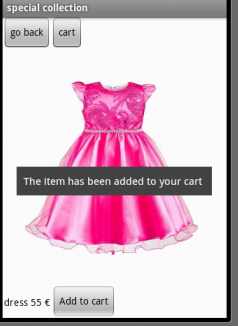 special collection
go back cart
The Item has been added to your cart
dress 55 € Add to cart